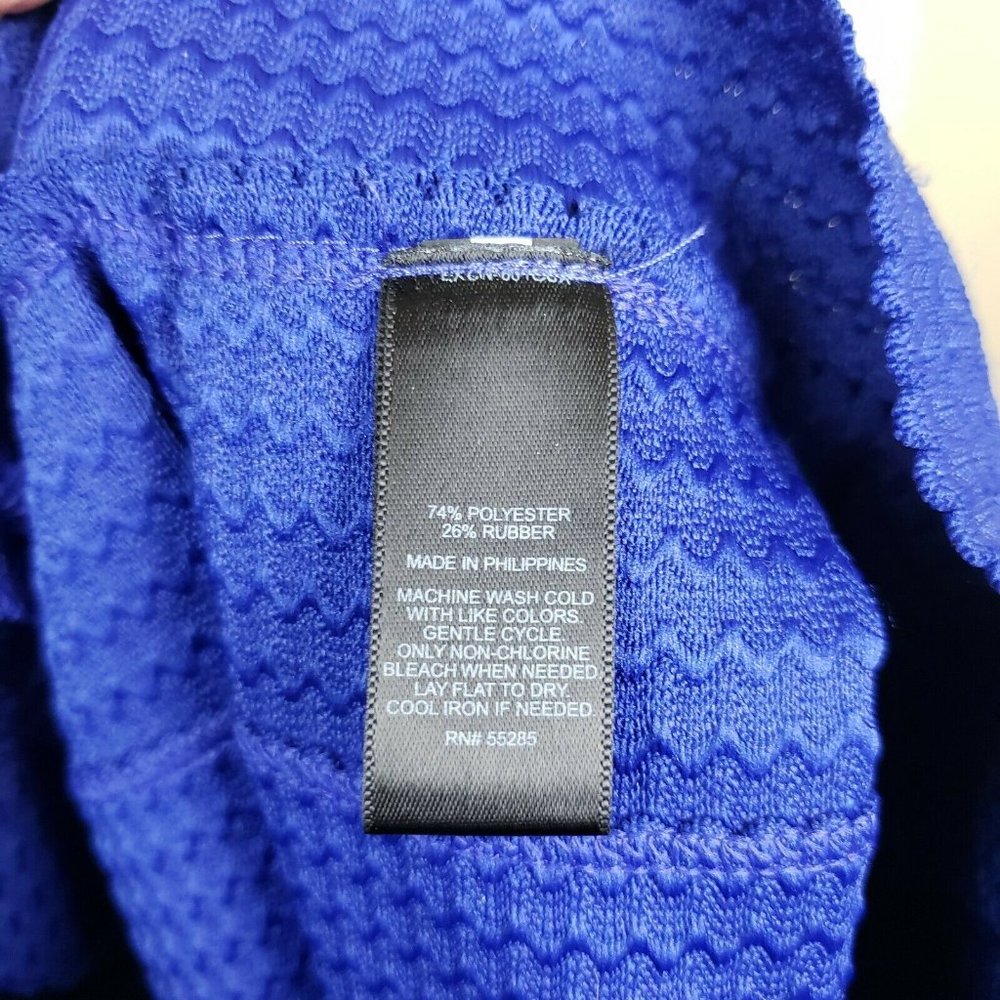 74% POLYESTER
26% RUBBER
MADE IN PHILIPPINES
MACHINE WASH COLD
WITH LIKE COLORS.
GENTLE CYCLE.
ONLY NON-CHLORINE
BLEACH WHEN NEEDED
LAY FLAT TO DRY.
COOL IRON IF NEEDED
RN# 55285